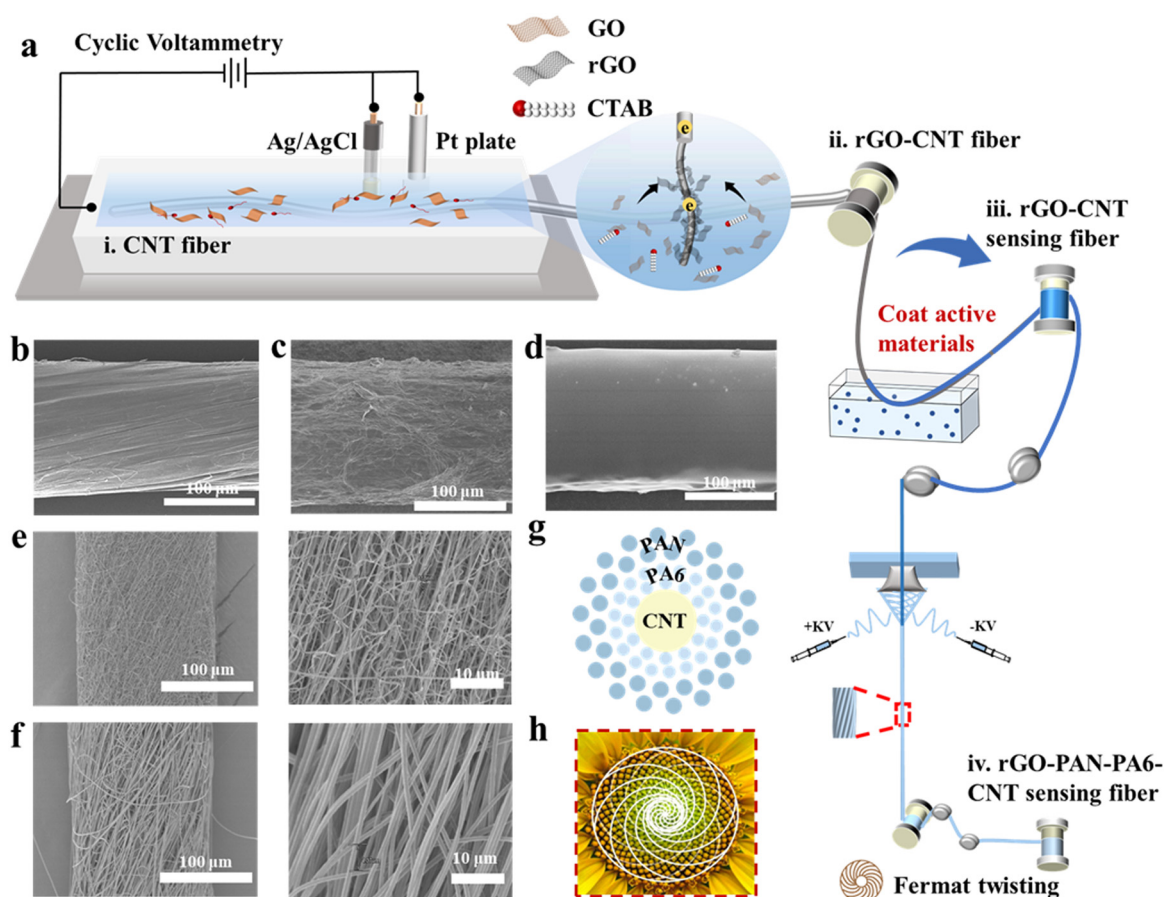 a
Cyclic Voltammetry
GO
rGO
CTAB
Ag/AgCl
Pt plate
e
e
i. CNT fiber
ii. rGO-CNT fiber
iii. rGO-CNT
sensing fiber
Coat active
materials
b
100 μm
c
100 μm
d
100 μm
e
100 μm
10 μm
f
100 μm
10 μm
g
PAN
PA6
CNT
h
+KV
-KV
iv. rGO-PAN-PA6-
CNT sensing fiber
Fermat twisting